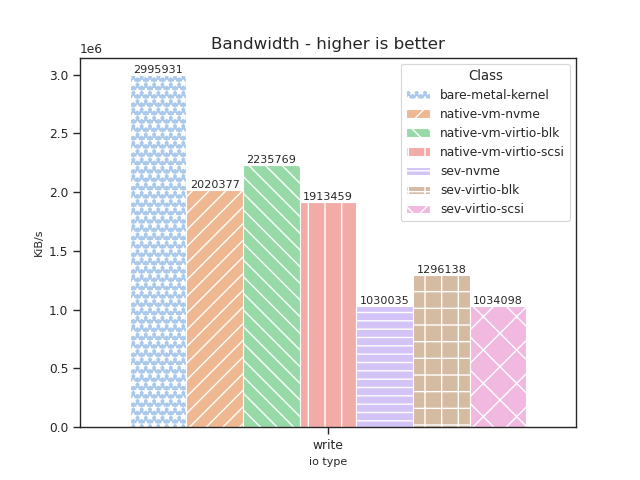 Bandwidth - higher is better
1e6
3.0
2.5
2.0
1.5
1.0
0.5
0.0
KiB/s
2995931
2020377
2235769
1913459
1030035
1296138
1034098
Class
bare-metal-kernel
native-vm-nvme
native-vm-virtio-blk
native-vm-virtio-scsi
sev-nvme
sev-virtio-blk
sev-virtio-scsi
write
io type